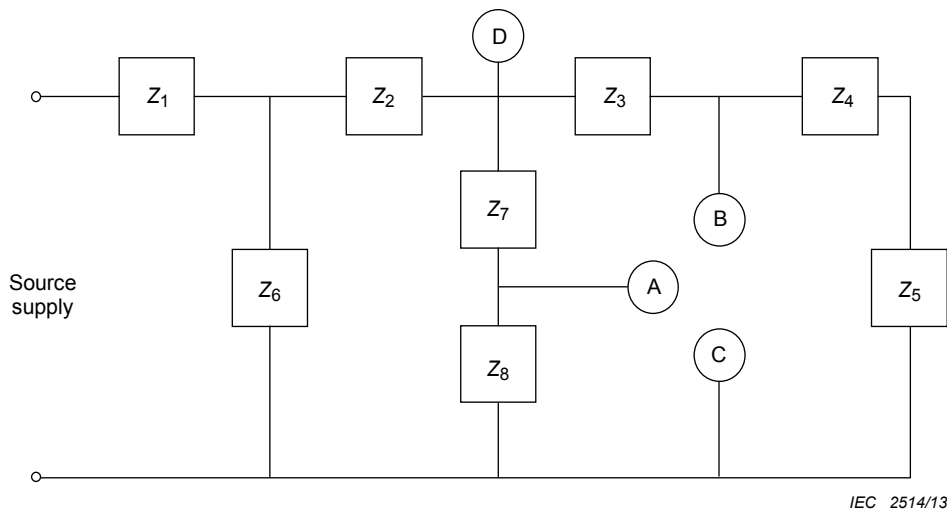 D
Z1
Z2
Z3
Z4
Z7
B
Source
supply
Z6
A
Z5
C
Z8
IEC 2514/13